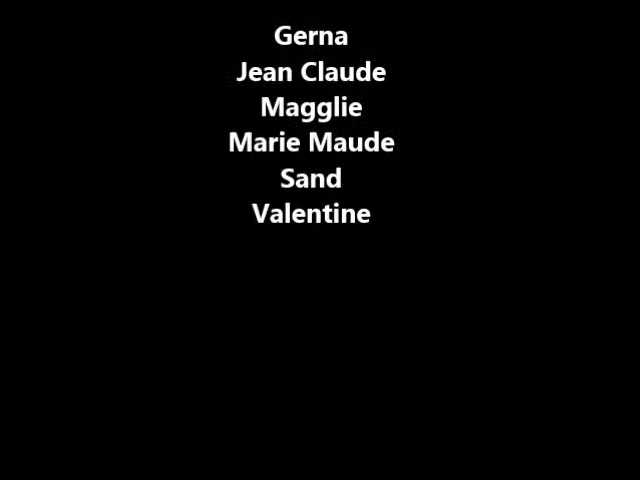 Gerna
Jean Claude
Magglie
Marie Maude
Sand
Valentine